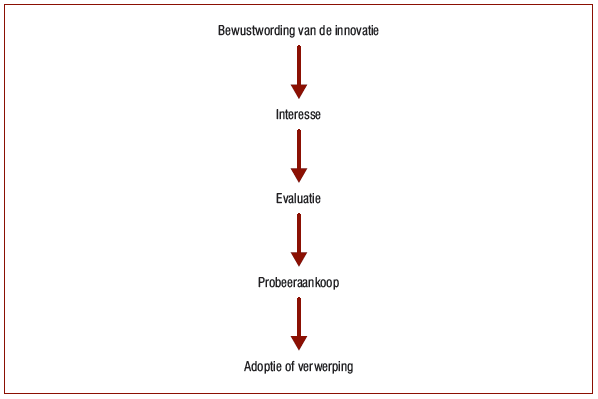 Bewustwording van de innovatie
Interesse
Evaluatie
Probeeraankoop
Adoptie of verwerping